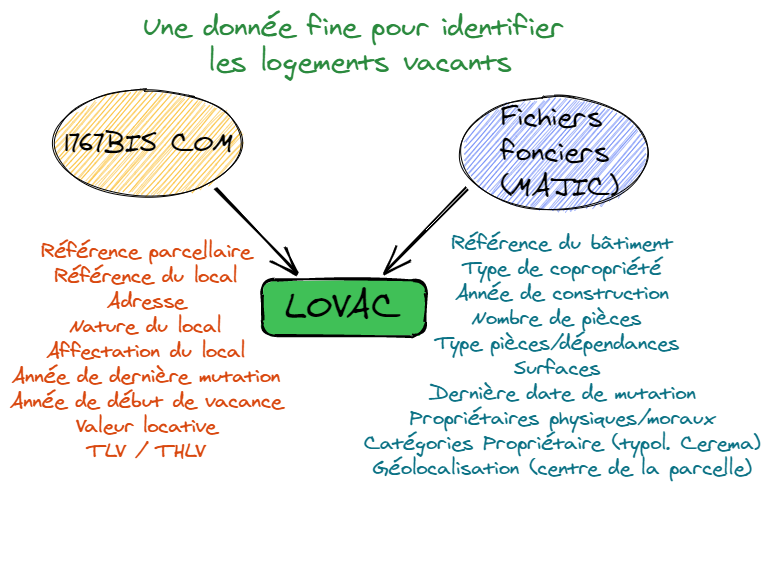 Une donnée fine pour identifier
les logements vacants
1767BIS COM
Fichiers
fonciers
(MAJIC)
LOVAC
Référence parcellaire
Référence du local
Adresse
Nature du local
Affectation du local
Année de dernière mutation
Année de début de vacance
Valeur locative
TLV / THLV
Référence du bâtiment
Type de copropriété
Année de construction
Nombre de pièces
Type pièces/dépendances
Surfaces
Dernière date de mutation
Propriétaires physiques/moraux
Catégories Propriétaire (typol. Cerema)
Géolocalisation (centre de la parcelle)